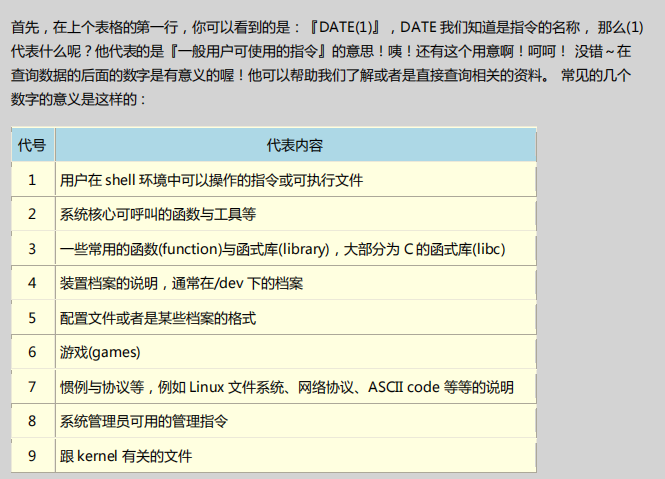 首先，在上个表格的第一行，你可以看到的是：『DATE(1)』，DATE 我们知道是指令的名称， 那么(1)
代表什么呢？他代表的是『一般用户可使用的指令』的意思！咦！还有这个用意啊！呵呵！ 没错～在
查询数据的后面的数字是有意义的喔！他可以帮助我们了解或者是直接查询相关的资料。 常见的几个
数字的意义是这样的：
代号 代表内容
1 用户在 shell 环境中可以操作的指令或可执行文件
2 系统核心可呼叫的函数与工具等
3 一些常用的函数(function)与函式库(library)，大部分为 C 的函式库(libc)
4 装置档案的说明，通常在/dev 下的档案
5 配置文件或者是某些档案的格式
6 游戏(games)
7 惯例与协议等，例如 Linux 文件系统、网络协议、ASCII code 等等的说明
8 系统管理员可用的管理指令
9 跟 kernel 有关的文件